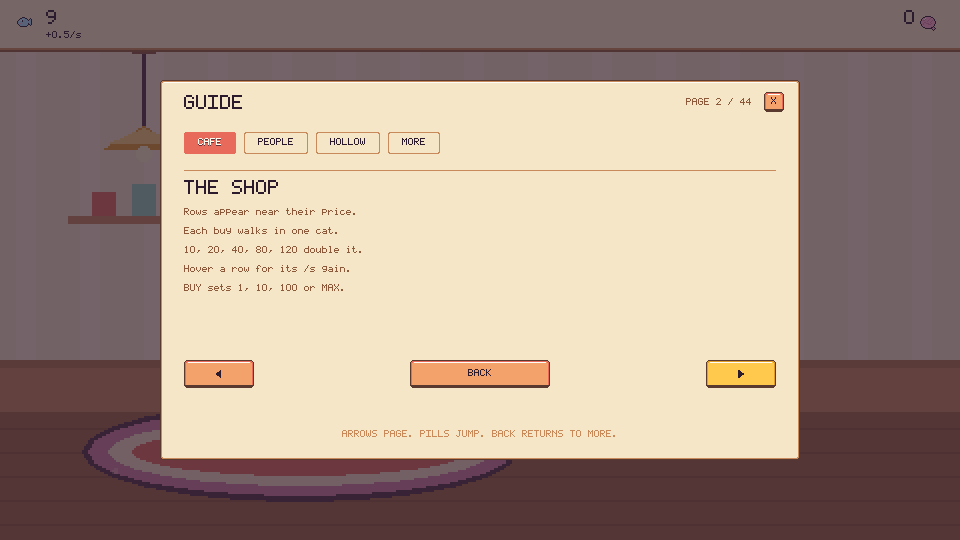 9
+0.5/s
0
GUIDE
PAGE 2 / 44
X
CAFE
PEOPLE
HOLLOW
MORE
THE SHOP
Rows appear near their price.
Each buy walks in one cat.
10, 20, 40, 80, 120 double it.
Hover a row for its /s gain.
BUY sets 1, 10, 100 or MAX.
BACK
ARROWS PAGE. PILLS JUMP. BACK RETURNS TO MORE.